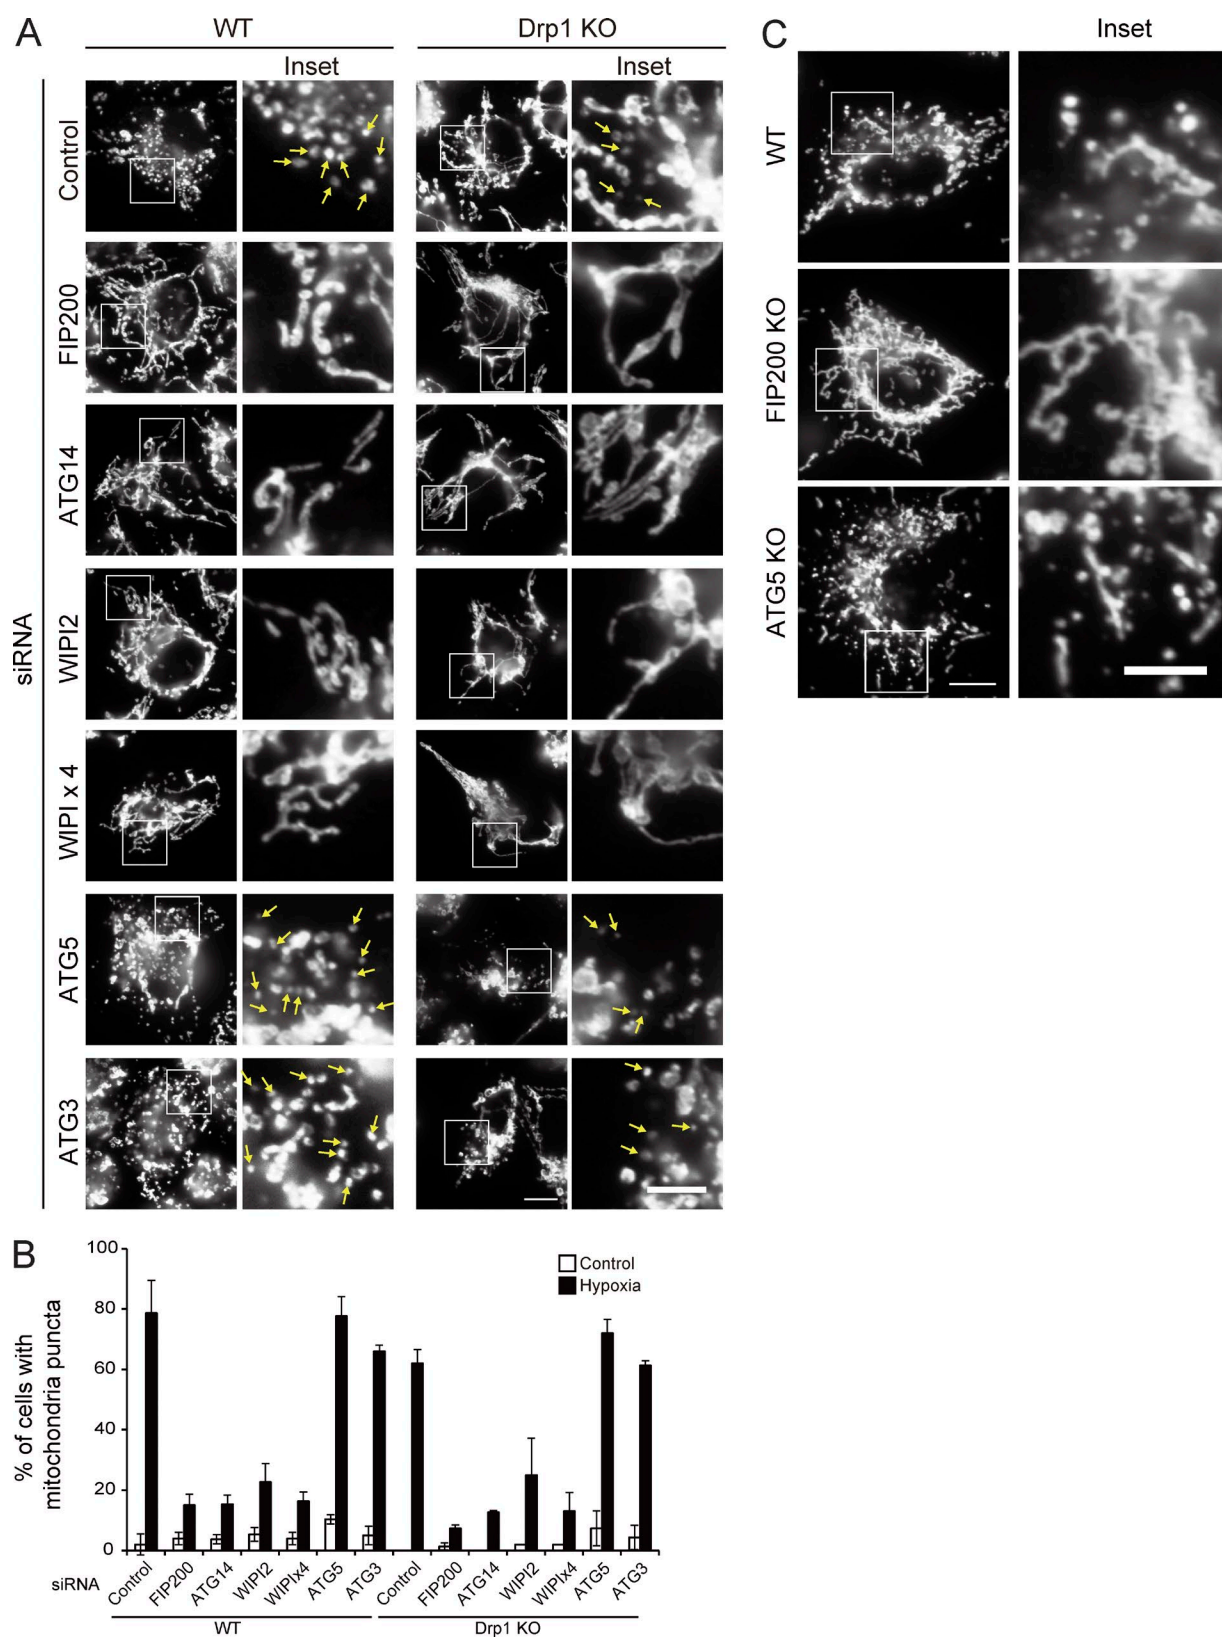 A
WT
Drp1 KO
Inset
Inset
siRNA
Control
FIP200
ATG14
WIPI2
WIPI x 4
ATG5
ATG3
C
Inset
WT
FIP200 KO
ATG5 KO
B
% of cells with
mitochondria puncta
100
80
60
40
20
0
Control
Hypoxia
siRNA
Control
FIP200
ATG14
WIPI2
WIPIx4
ATG5
ATG3
Control
FIP200
ATG14
WIPI2
WIPIx4
ATG5
ATG3
WT
Drp1 KO